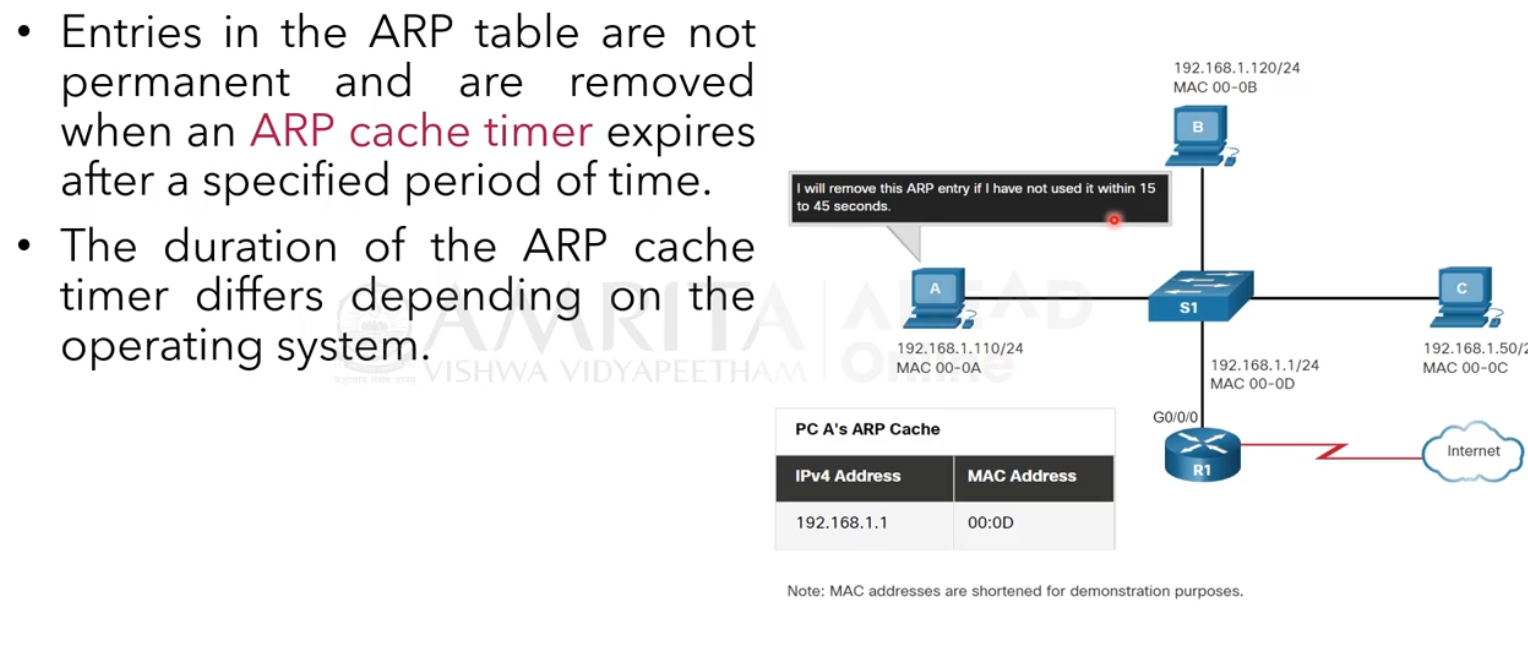 • Entries in the ARP table are not
permanent and are removed
when an ARP cache timer expires
after a specified period of time.
• The duration of the ARP cache
timer differs depending on the
operating system.
AMRITA
VISHWA VIDYAPEETHAM
AHEAD
Online
192.168.1.120/24
MAC 00-0B
B
I will remove this ARP entry if I have not used it within 15
to 45 seconds.
A
S1
C
192.168.1.110/24
MAC 00-0A
192.168.1.1/24
MAC 00-0D
192.168.1.50/2
MAC 00-0C
G0/0/0
R1
Internet
PC A's ARP Cache
IPv4 Address MAC Address
192.168.1.1 00:0D
Note: MAC addresses are shortened for demonstration purposes.